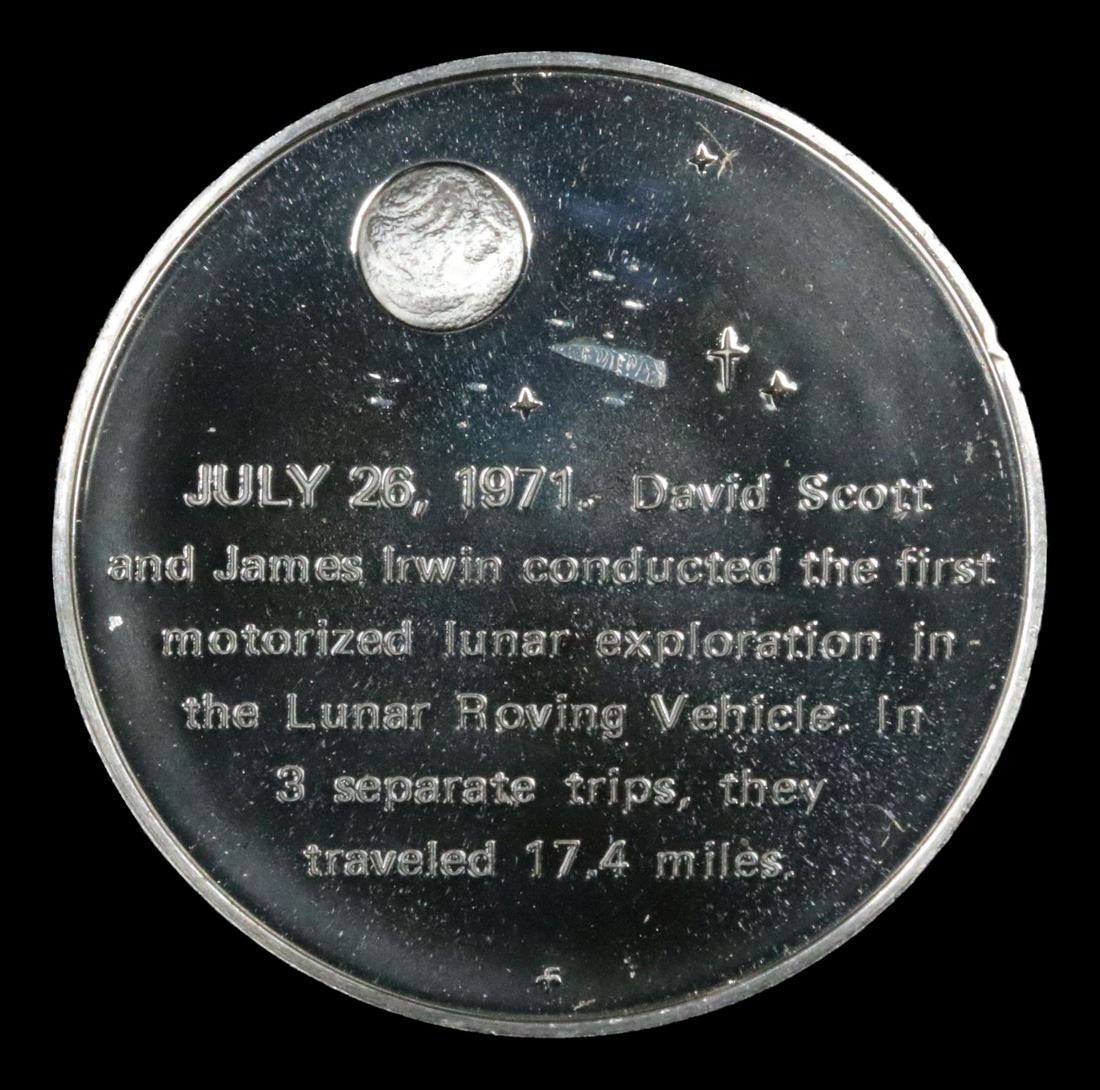 JULY 26, 1971. David Scott
and James Irwin conducted the first
motorized lunar exploration in
the Lunar Roving Vehicle. In
3 separate trips, they
traveled 17.4 miles.